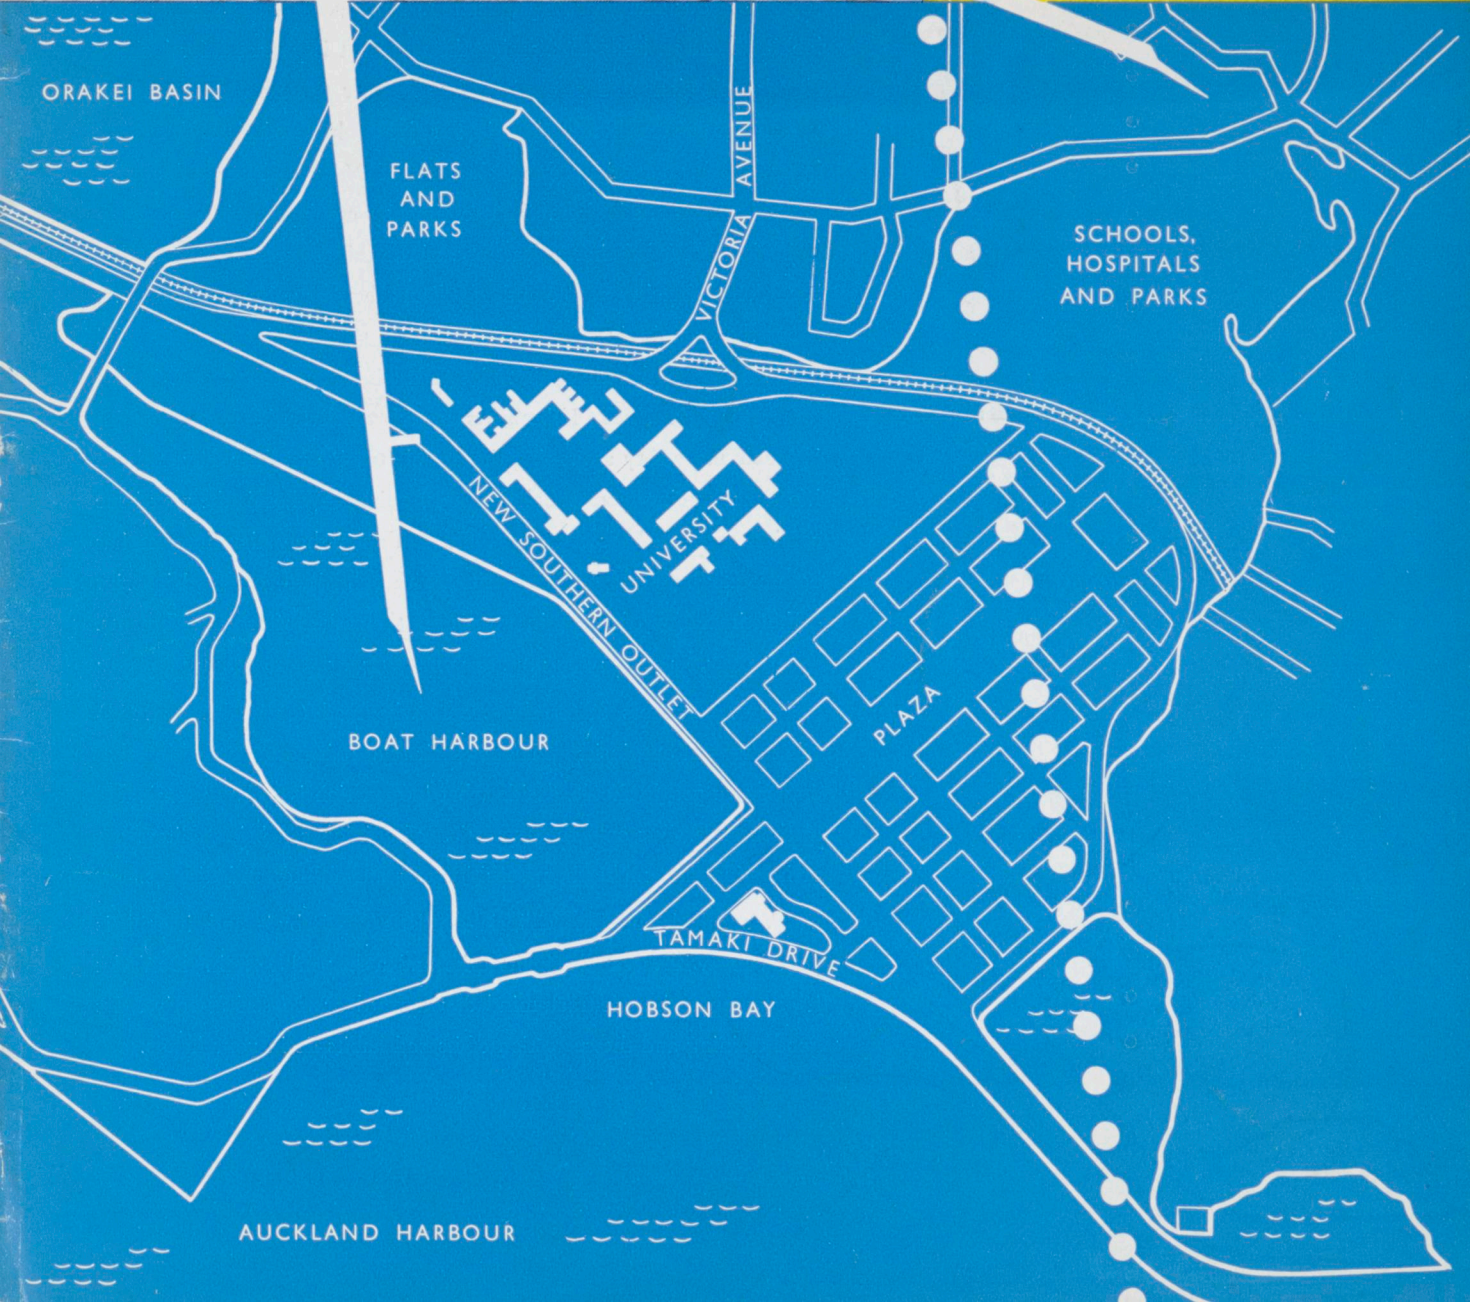 ORAKEI BASIN
FLATS
AND
PARKS
VICTORIA AVENUE
SCHOOLS,
HOSPITALS
AND PARKS
NEW SOUTHERN OUTLET
UNIVERSITY
PLAZA
BOAT HARBOUR
TAMAKI DRIVE
HOBSON BAY
AUCKLAND HARBOUR